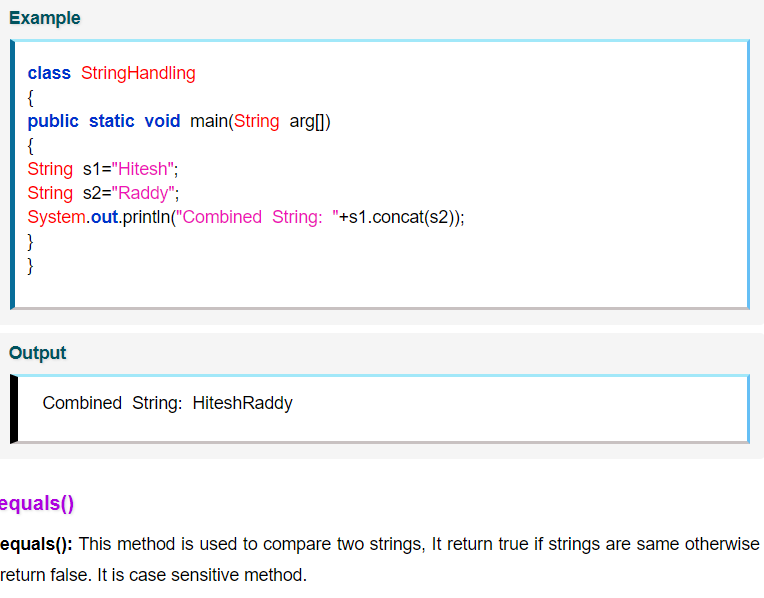 Example
class StringHandling
{
public static void main(String arg[])
{
String s1="Hitesh";
String s2="Raddy";
System.out.println("Combined String: "+s1.concat(s2));
}
}
Output
Combined String: HiteshRaddy
equals()
equals(): This method is used to compare two strings, It return true if strings are same otherwise
return false. It is case sensitive method.